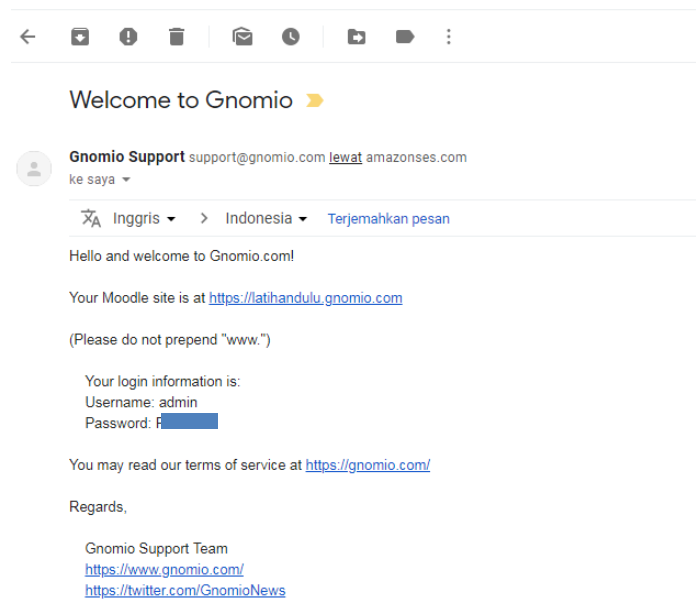 Welcome to Gnomio
Gnomio Support support@gnomio.com lewat amazonses.com
ke saya
Inggris > Indonesia Terjemahkan pesan
Hello and welcome to Gnomio.com!
Your Moodle site is at https://latihandulu.gnomio.com
(Please do not prepend "www.")
Your login information is:
Username: admin
Password:
You may read our terms of service at https://gnomio.com/
Regards,
Gnomio Support Team
https://www.gnomio.com/
https://twitter.com/GnomioNews